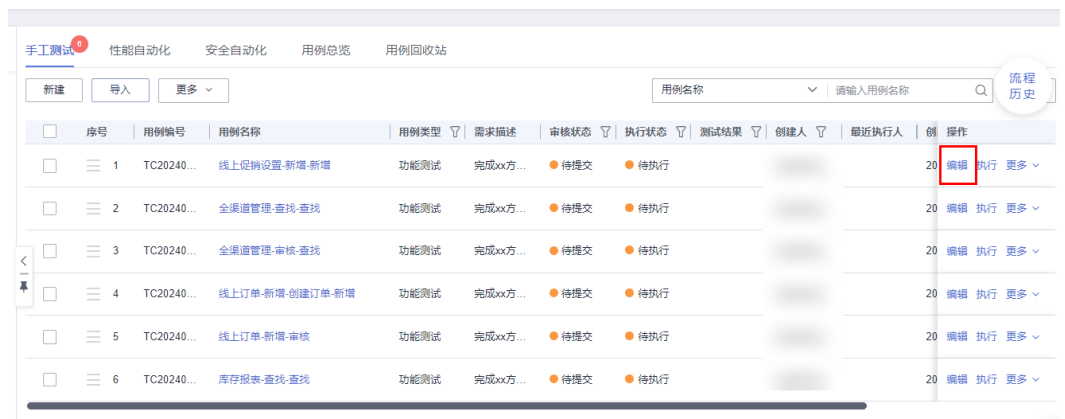 手工测试 6 性能自动化 安全自动化 用例总览 用例回收站
新建 导入 更多 用例名称 请输入用例名称
流程
历史
序号 用例编号 用例名称 用例类型 需求描述 审核状态 执行状态 测试结果 创建人 最近执行人 创 操作
1 TC20240... 线上促销设置-新增-新增 功能测试 完成xx方... 待提交 待执行 20 编辑 执行 更多
2 TC20240... 全渠道管理-查找-查找 功能测试 完成xx方... 待提交 待执行 20 编辑 执行 更多
3 TC20240... 全渠道管理-审核-查找 功能测试 完成xx方... 待提交 待执行 20 编辑 执行 更多
4 TC20240... 线上订单-新增-创建订单-新增 功能测试 完成xx方... 待提交 待执行 20 编辑 执行 更多
5 TC20240... 线上订单-新增-审核 功能测试 完成xx方... 待提交 待执行 20 编辑 执行 更多
6 TC20240... 库存报表-查找-查找 功能测试 完成xx方... 待提交 待执行 20 编辑 执行 更多